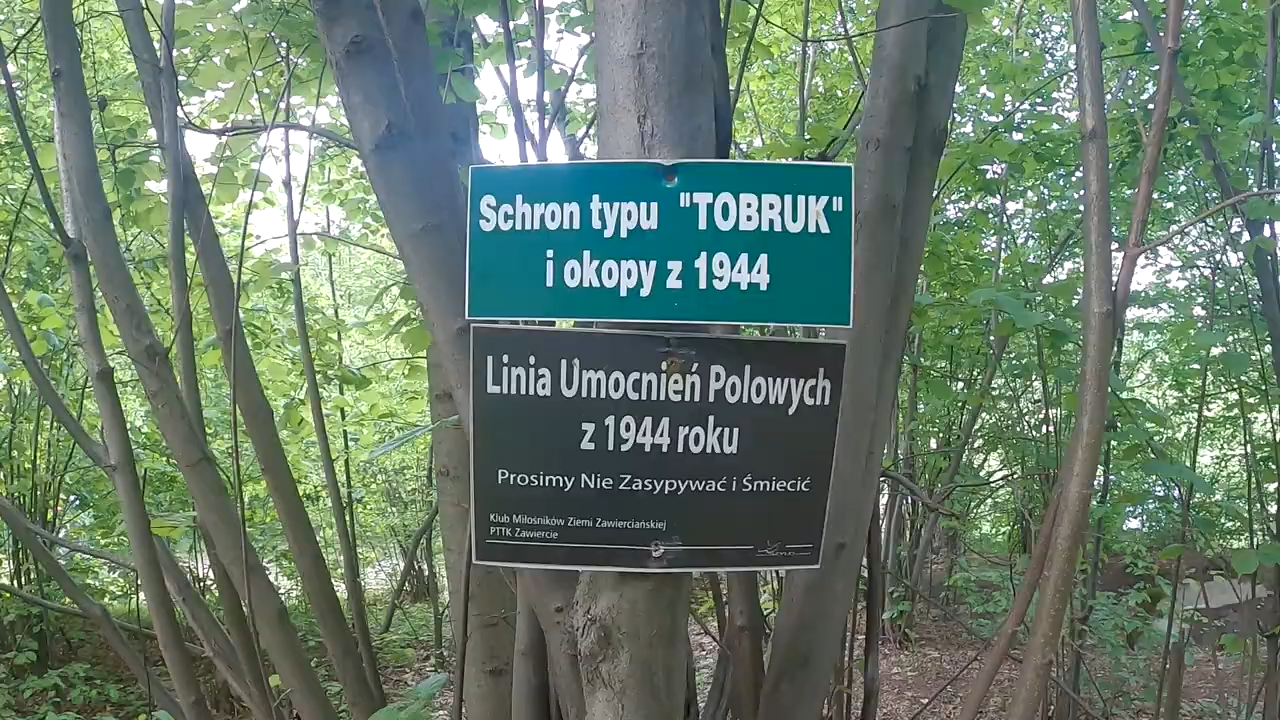 Schron typu "TOBRUK"
i okopy z 1944
Linia Umocnień Polowych
z 1944 roku
Prosimy Nie Zasypywać i Śmiecić
Klub Miłośników Ziemi Zawierciańskiej
PTTK Zawiercie